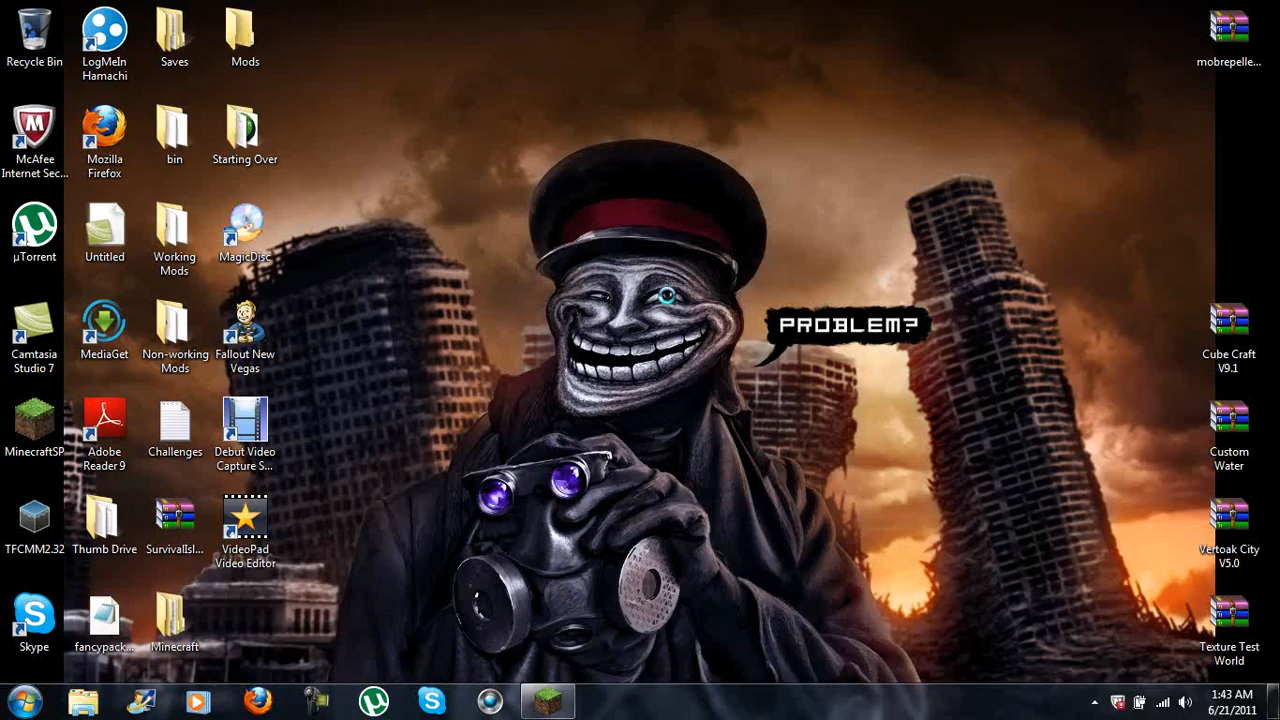 Recycle Bin
LogMeIn
Hamachi
Saves
Mods
mobrepelle...
McAfee
Internet Sec...
Mozilla
Firefox
bin
Starting Over
µTorrent
Untitled
Working
Mods
MagicDisc
PROBLEM?
Camtasia
Studio 7
MediaGet
Non-working
Mods
Fallout New
Vegas
Cube Craft
V9.1
MinecraftSP
Adobe
Reader 9
Challenges
Debut Video
Capture S...
Custom
Water
TFCMM2.32
Thumb Drive
SurvivalIsl...
VideoPad
Video Editor
Vertoak City
V5.0
Skype
fancypack...
Minecraft
Texture Test
World
1:43 AM
6/21/2011